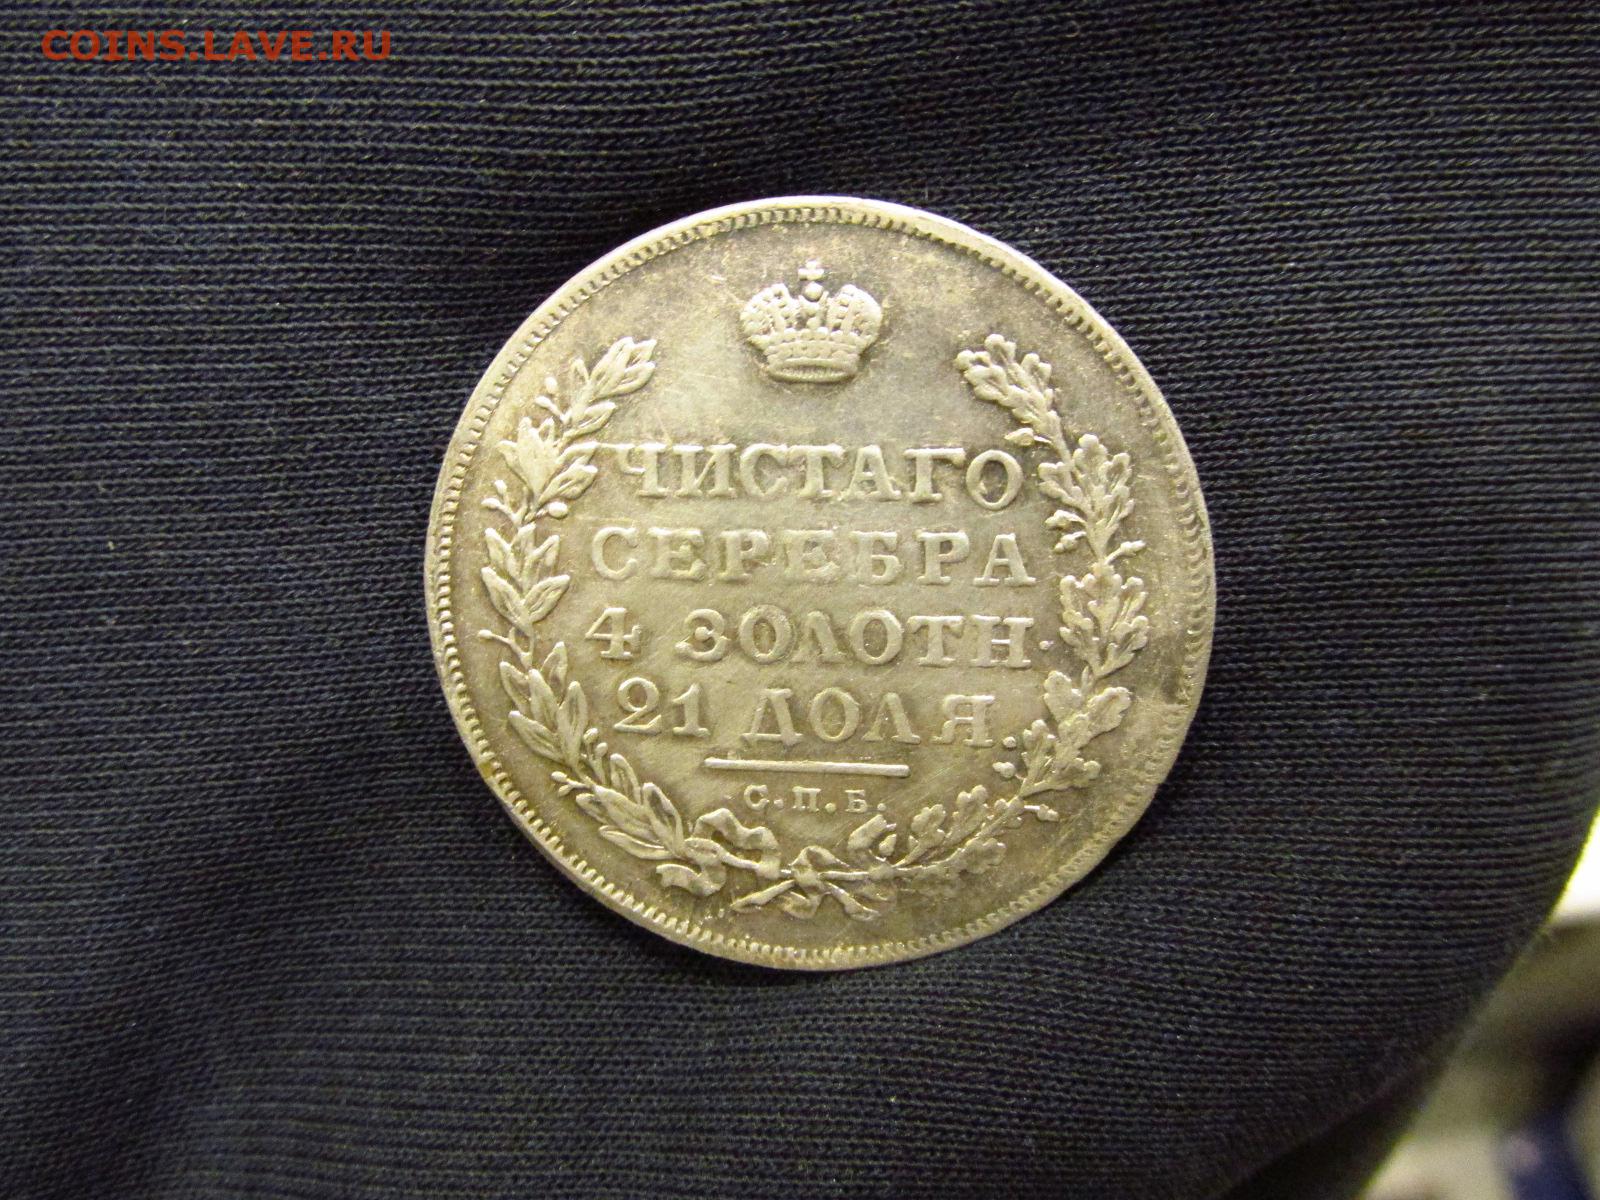 COINS.LAVE.RU
ЧИСТАГО
СЕРЕБРА
4 ЗОЛОТН.
21 ДОЛЯ.
С.П.Б.